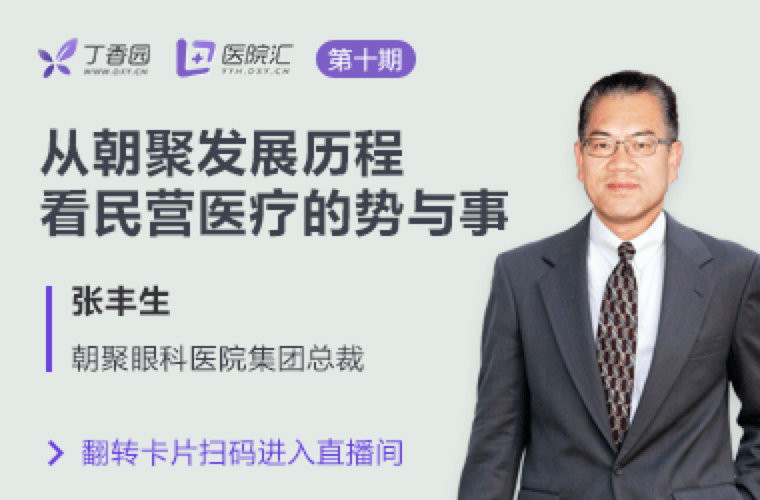 丁香园
WWW.DXY.CN
医院汇
YYH.DXY.CN
第十期
从朝聚发展历程
看民营医疗的势与事
张丰生
朝聚眼科医院集团总裁
翻转卡片扫码进入直播间